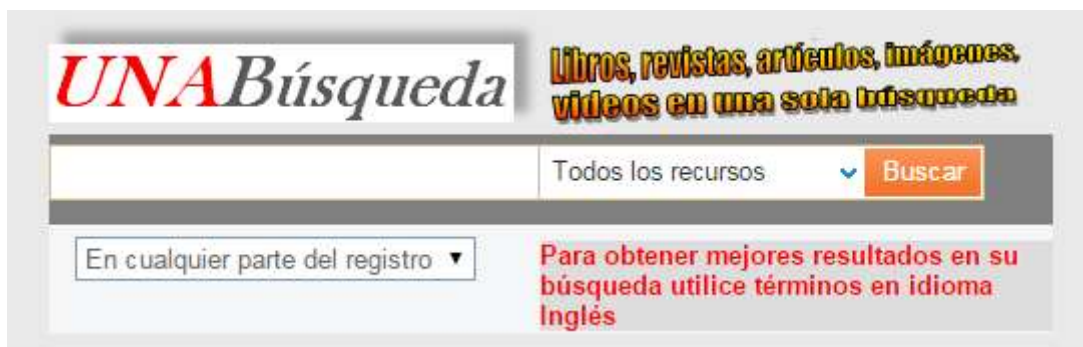 UNABúsqueda
Libros, revistas, artículos, imágenes,
videos en una sola búsqueda
Todos los recursos
Buscar
En cualquier parte del registro
Para obtener mejores resultados en su
búsqueda utilice términos en idioma
Inglés